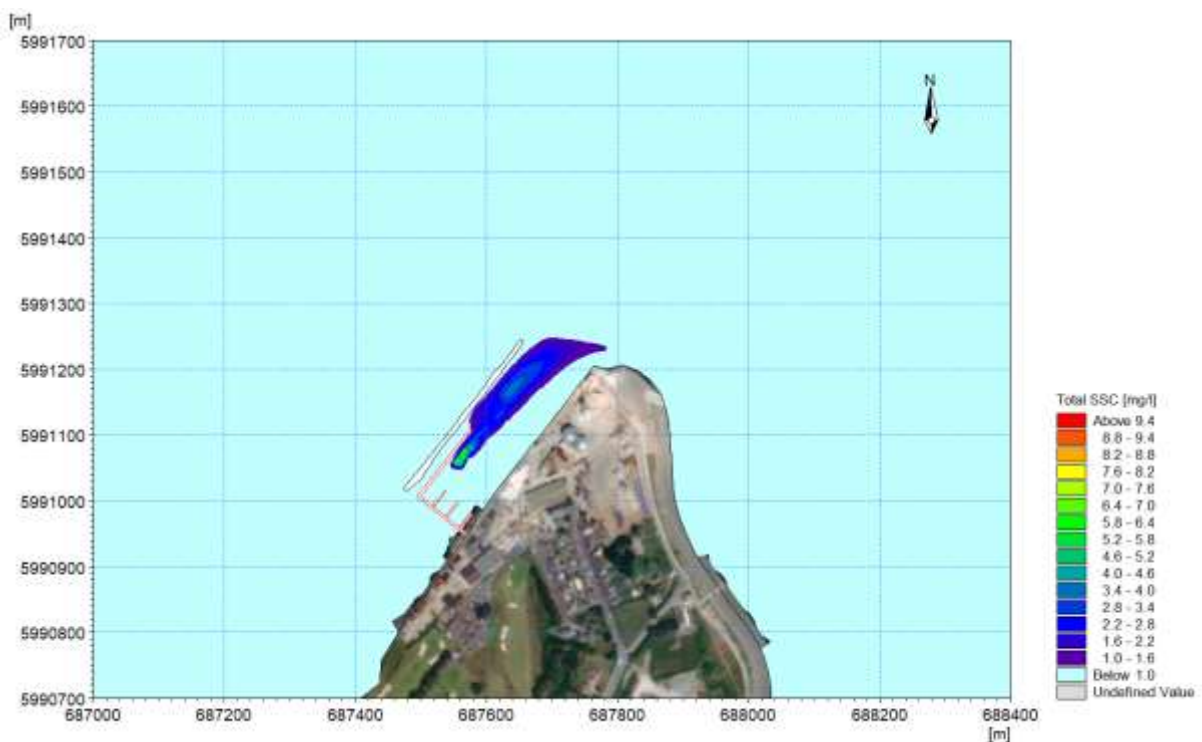 [m]
5991700
5991600
5991500
5991400
5991300
5991200
5991100
5991000
5990900
5990800
5990700
687000 687200 687400 687600 687800 688000 688200 688400
[m]
N
Total SSC [mg/l]
Above 9.4
8.8 - 9.4
8.2 - 8.8
7.6 - 8.2
7.0 - 7.6
6.4 - 7.0
5.8 - 6.4
5.2 - 5.8
4.6 - 5.2
4.0 - 4.6
3.4 - 4.0
2.8 - 3.4
2.2 - 2.8
1.6 - 2.2
1.0 - 1.6
Below 1.0
Undefined Value